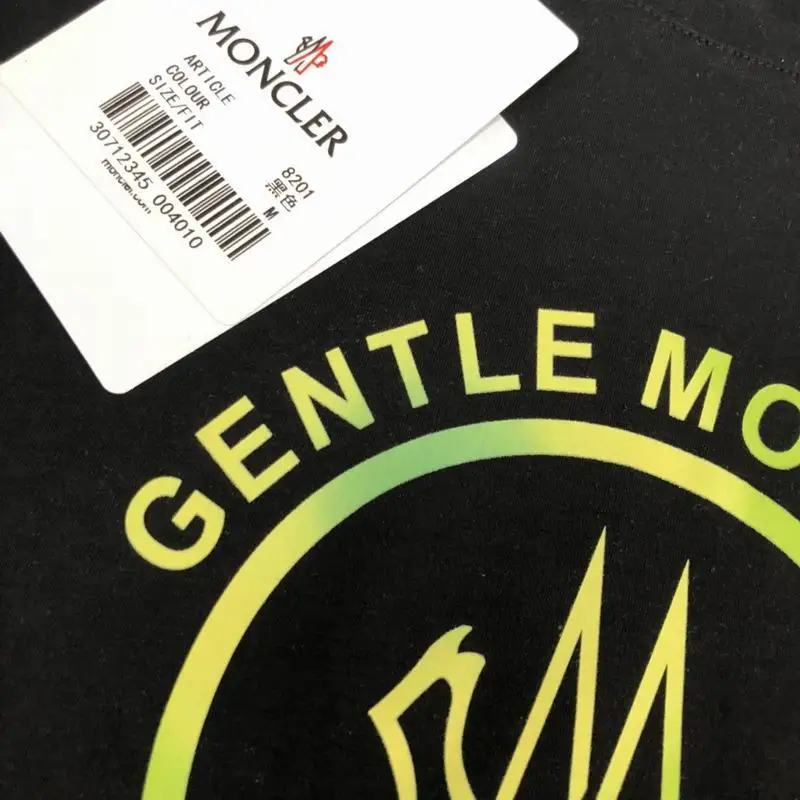 MONCLER
ARTICLE 8201
COLOUR 黑色
SIZE/FIT M
30712345 004010
moncler.com
GENTLE MO